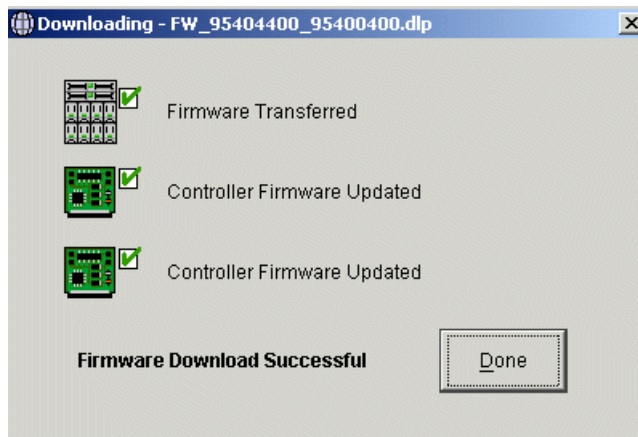 Downloading - FW_95404400_95400400.dlp
Firmware Transferred
Controller Firmware Updated
Controller Firmware Updated
Firmware Download Successful
Done